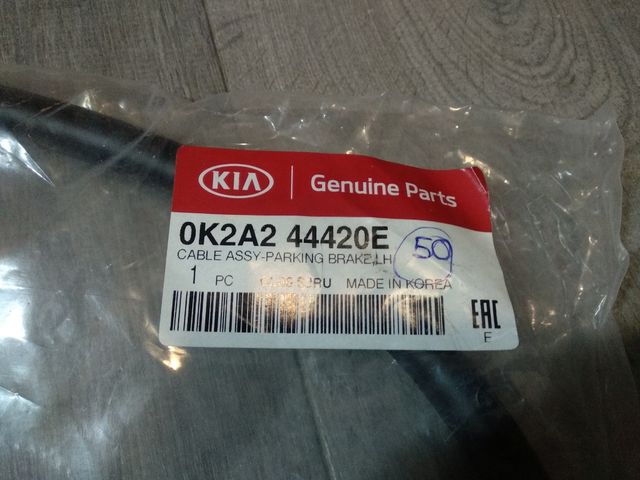 KIA Genuine Parts
0K2A2 44420E
50
CABLE ASSY-PARKING BRAKE,LH
1 PC MADE IN KOREA
EAC
F